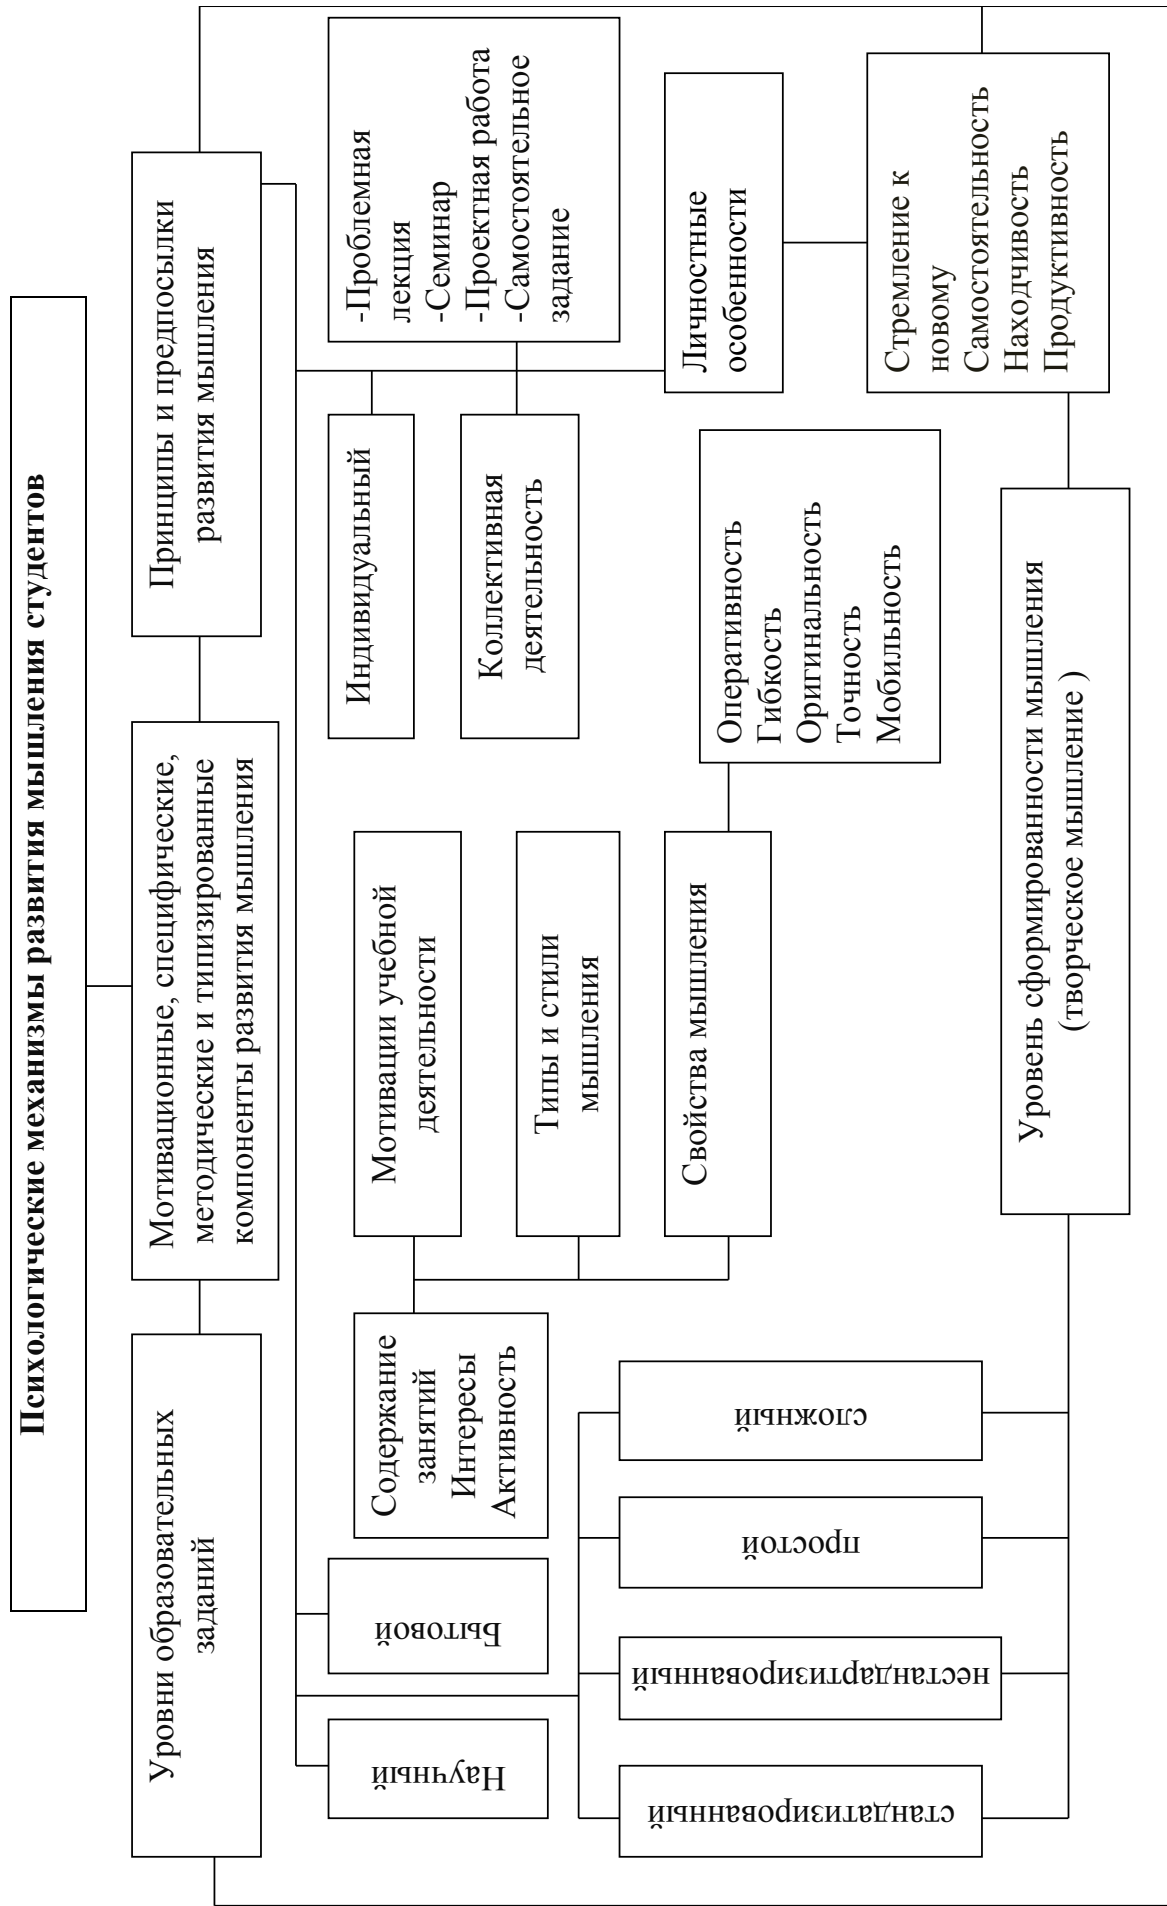 Психологические механизмы развития мышления студентов
Уровни образовательных
заданий
Мотивационные, специфические,
методические и типизированные
компоненты развития мышления
Принципы и предпосылки
развития мышления
Научный
Бытовой
Содержание
занятий
Интересы
Активность
Мотивации учебной
деятельности
Типы и стили
мышления
Свойства мышления
Индивидуальный
Коллективная
деятельность
-Проблемная
лекция
-Семинар
-Проектная работа
-Самостоятельное
задание
Личностные
особенности
стандатизированный
нестандартизированный
простой
сложный
Оперативность
Гибкость
Оригинальность
Точность
Мобильность
Стремление к
новому
Самостоятельность
Находчивость
Продуктивность
Уровень сформированности мышления
(творческое мышление )